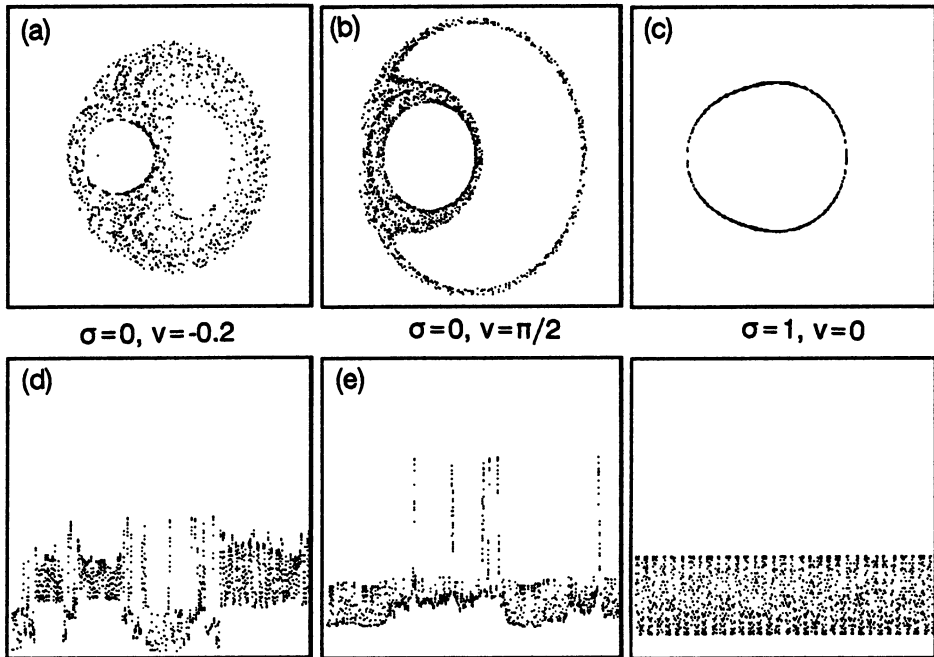 (a) (b) (c)
σ=0, v=-0.2 σ=0, v=π/2 σ=1, v=0
(d) (e)